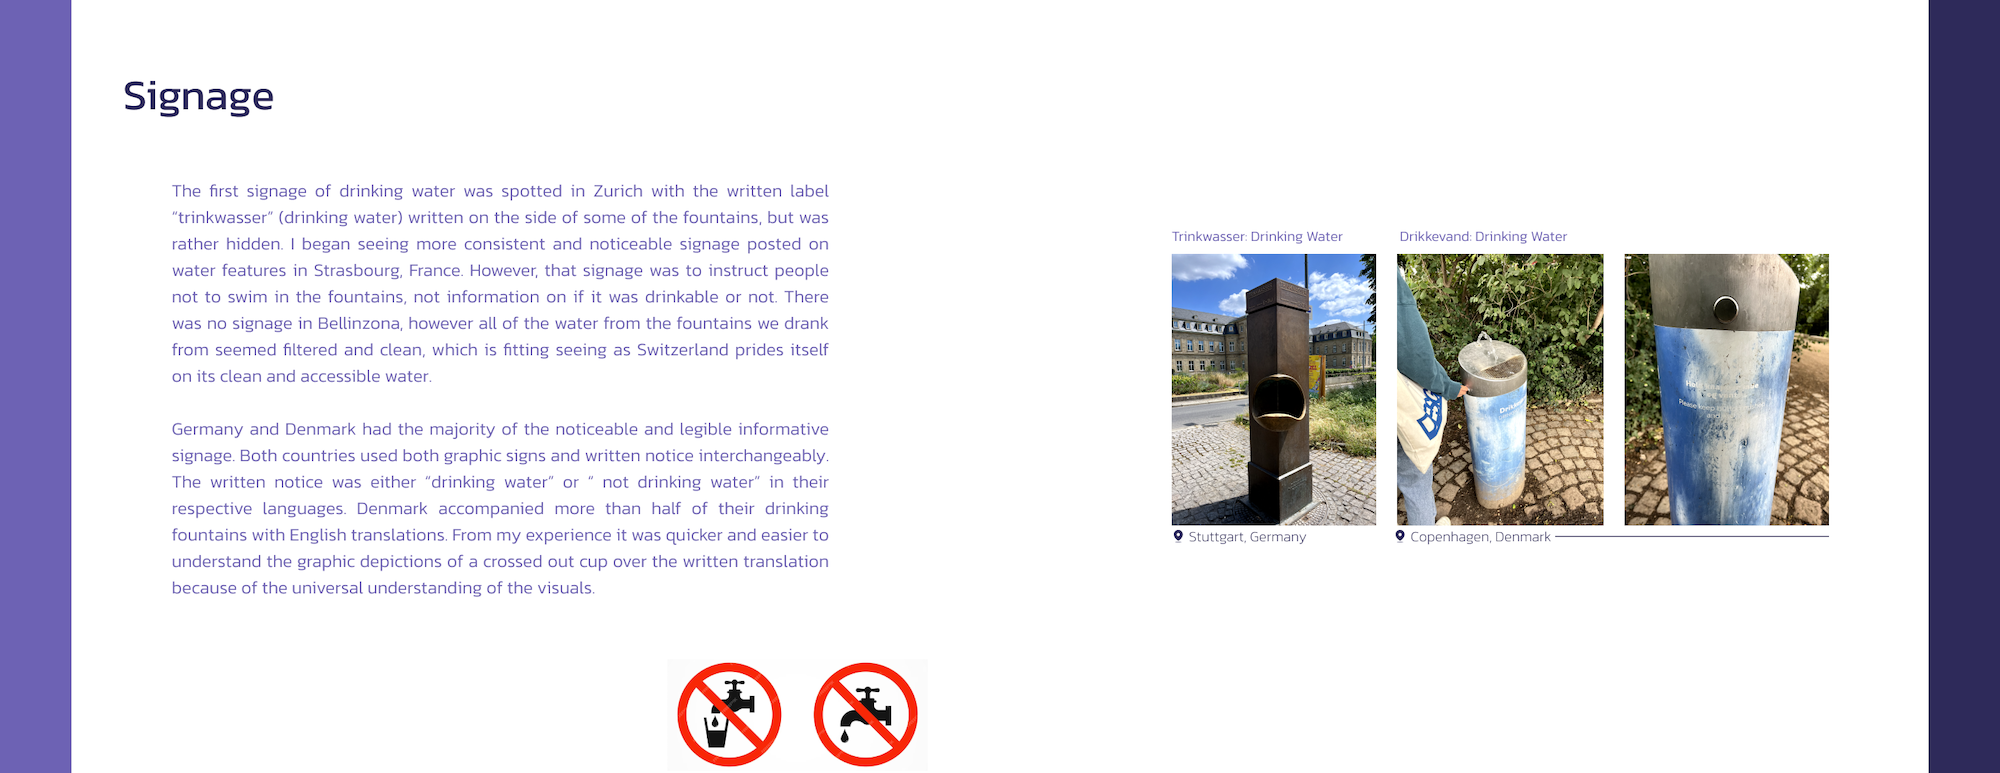 Signage
The first signage of drinking water was spotted in Zurich with the written label
“trinkwasser” (drinking water) written on the side of some of the fountains, but was
rather hidden. I began seeing more consistent and noticeable signage posted on
water features in Strasbourg, France. However, that signage was to instruct people
not to swim in the fountains, not information on if it was drinkable or not. There
was no signage in Bellinzona, however all of the water from the fountains we drank
from seemed filtered and clean, which is fitting seeing as Switzerland prides itself
on its clean and accessible water.
Germany and Denmark had the majority of the noticeable and legible informative
signage. Both countries used both graphic signs and written notice interchangeably.
The written notice was either “drinking water” or “ not drinking water” in their
respective languages. Denmark accompanied more than half of their drinking
fountains with English translations. From my experience it was quicker and easier to
understand the graphic depictions of a crossed out cup over the written translation
because of the universal understanding of the visuals.
Trinkwasser: Drinking Water
Drikkevand: Drinking Water
Please keep
Stuttgart, Germany
Copenhagen, Denmark